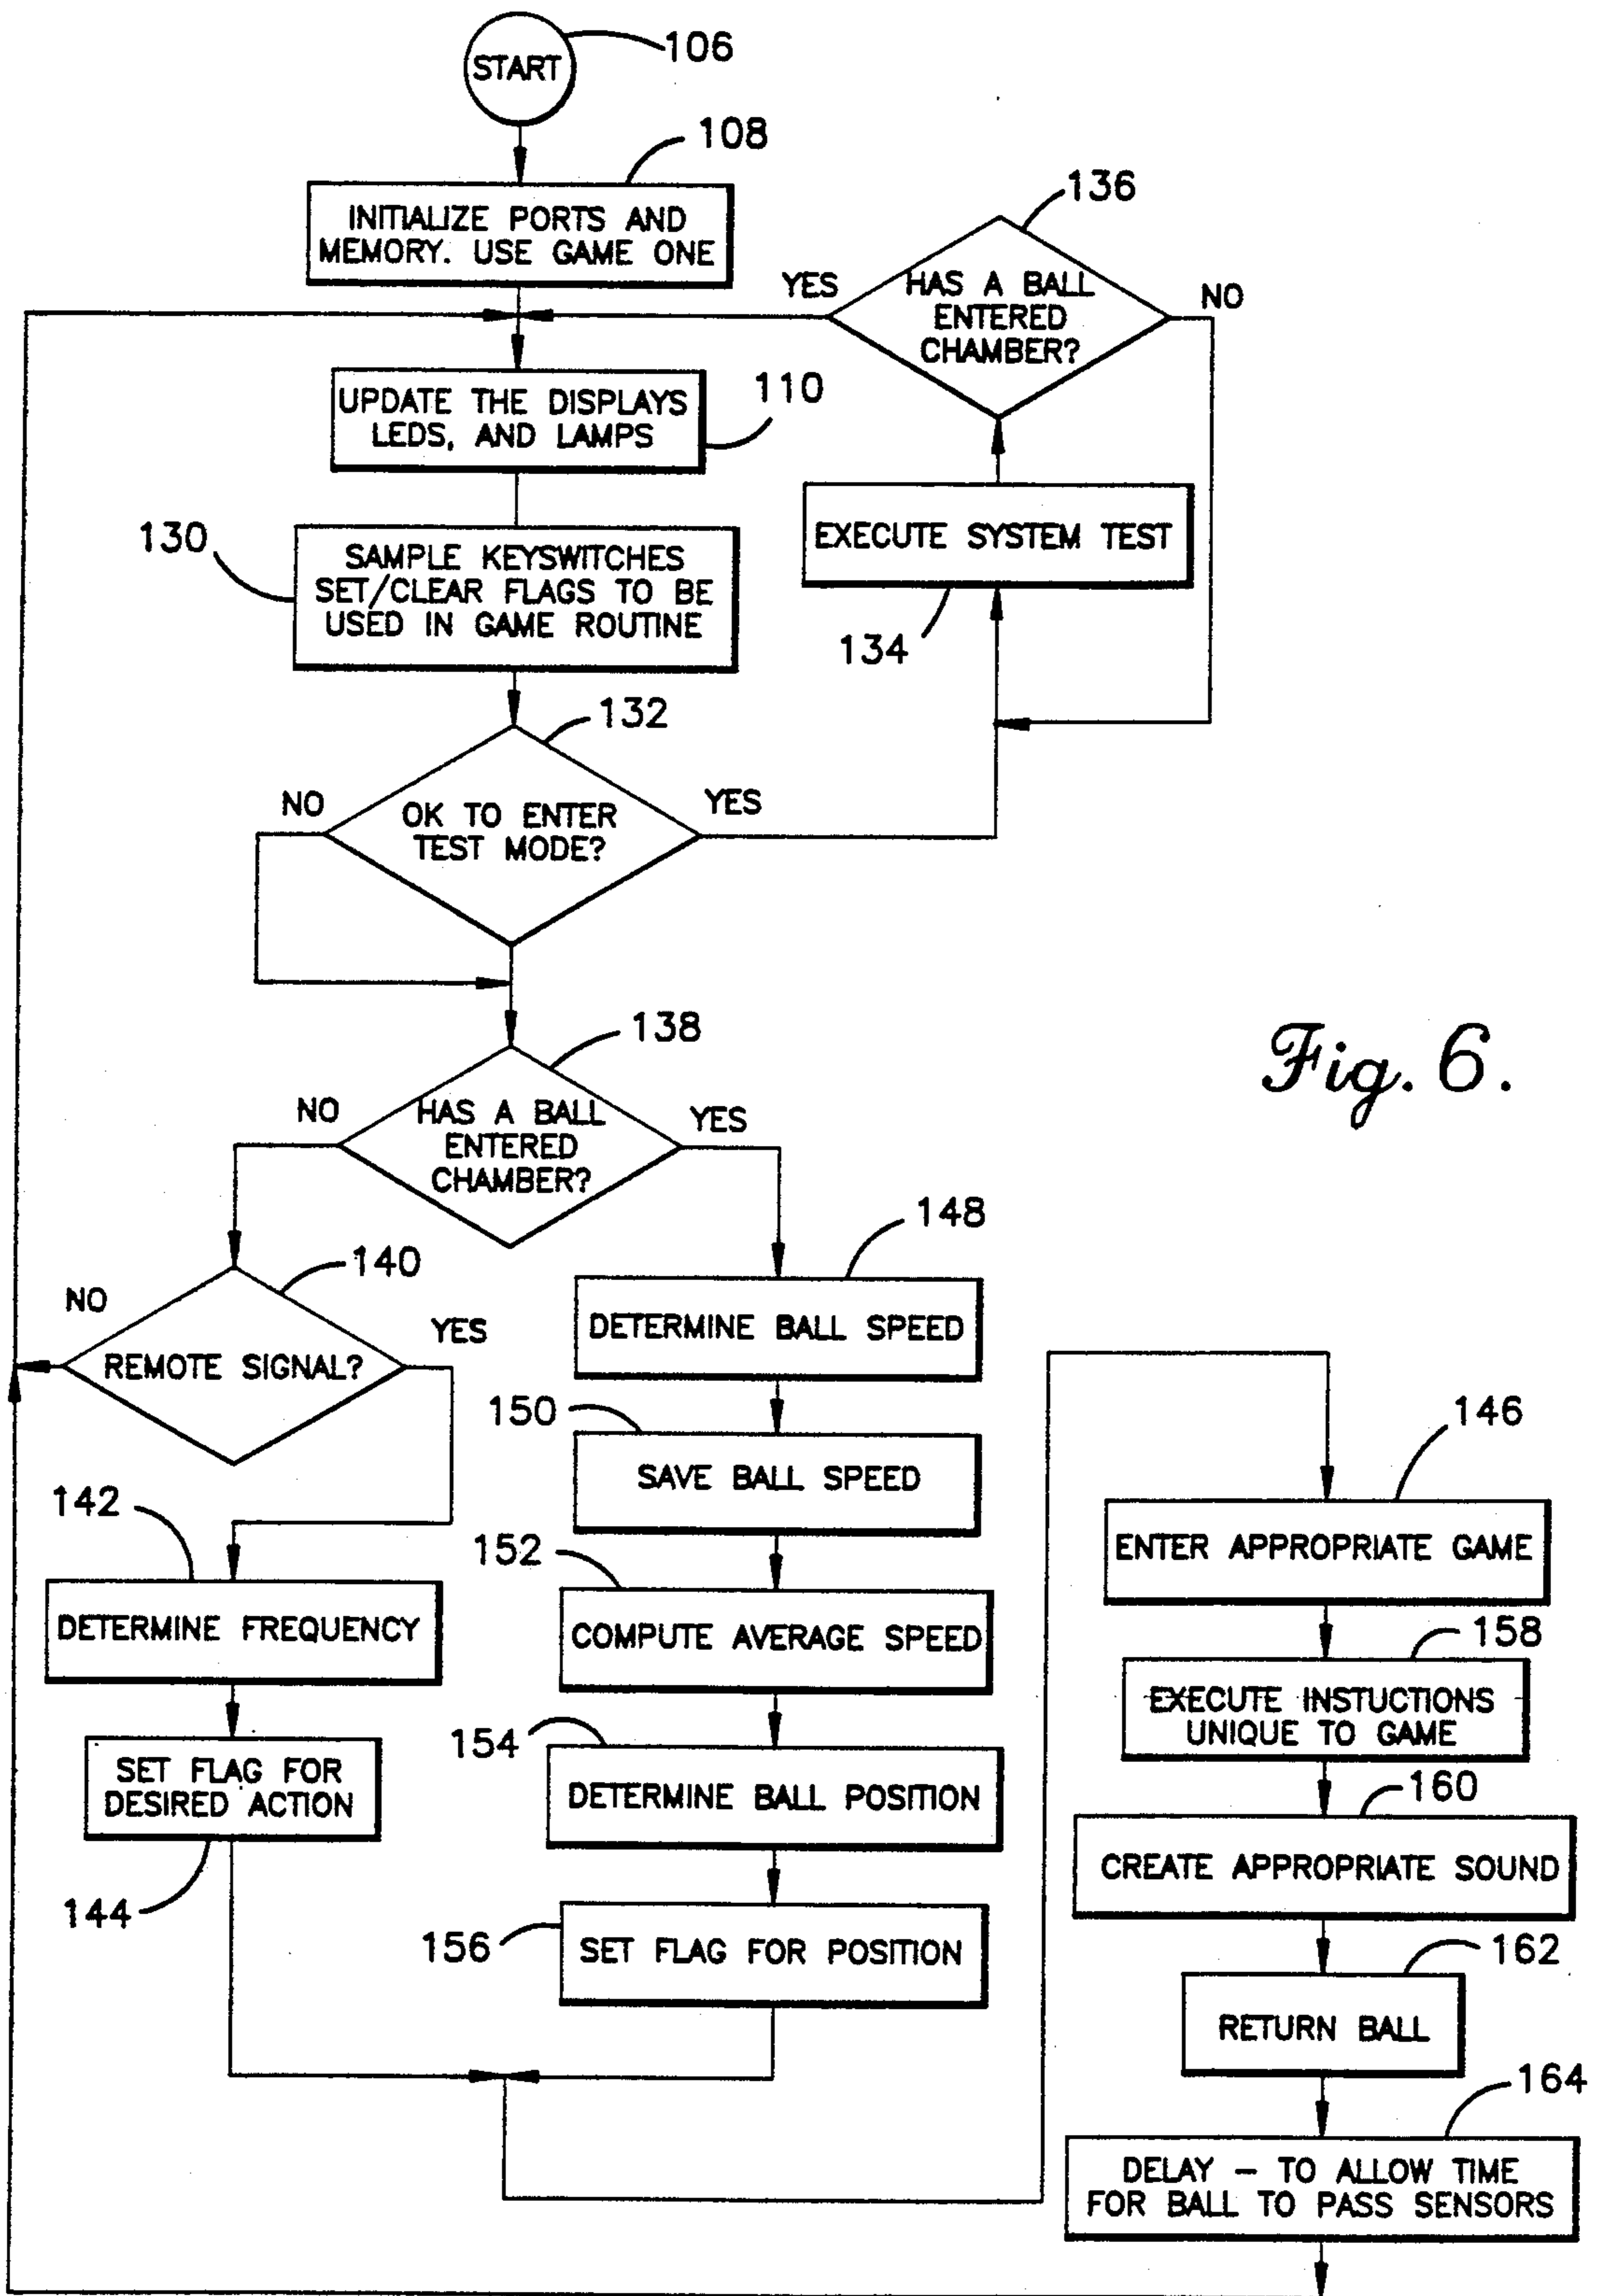 START
106
108
INITIALIZE PORTS AND
MEMORY. USE GAME ONE
136
HAS A BALL
ENTERED
CHAMBER?
YES
NO
UPDATE THE DISPLAYS
LEDS, AND LAMPS
110
EXECUTE SYSTEM TEST
134
130
SAMPLE KEYSWITCHES
SET/CLEAR FLAGS TO BE
USED IN GAME ROUTINE
132
NO
OK TO ENTER
TEST MODE?
YES
138
NO
HAS A BALL
ENTERED
CHAMBER?
YES
Fig. 6.
140
NO
REMOTE SIGNAL?
YES
148
DETERMINE BALL SPEED
150
SAVE BALL SPEED
142
DETERMINE FREQUENCY
152
COMPUTE AVERAGE SPEED
SET FLAG FOR
DESIRED ACTION
144
154
DETERMINE BALL POSITION
156
SET FLAG FOR POSITION
146
ENTER APPROPRIATE GAME
158
EXECUTE INSTUCTIONS
UNIQUE TO GAME
160
CREATE APPROPRIATE SOUND
162
RETURN BALL
164
DELAY – TO ALLOW TIME
FOR BALL TO PASS SENSORS